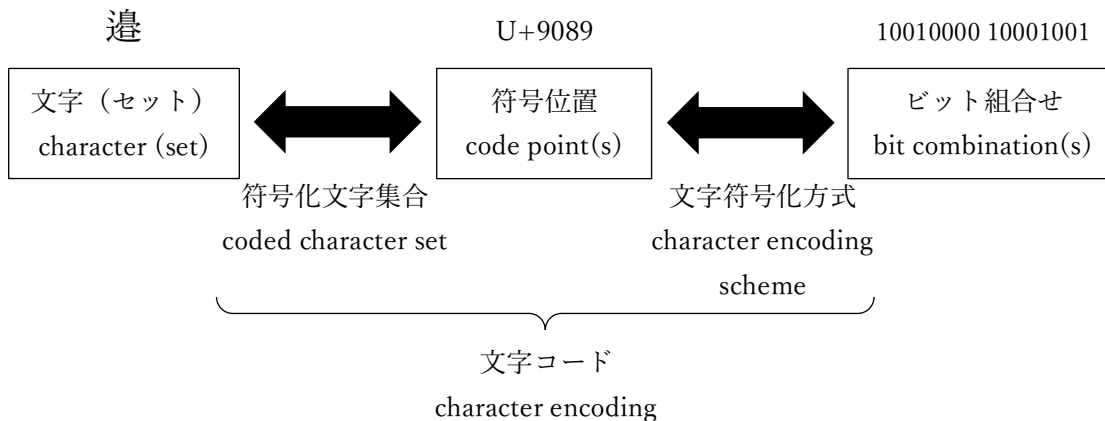 邉
U+9089
10010000 10001001
文字（セット）
character (set)
符号位置
code point(s)
ビット組合せ
bit combination(s)
符号化文字集合
coded character set
文字符号化方式
character encoding
scheme
文字コード
character encoding